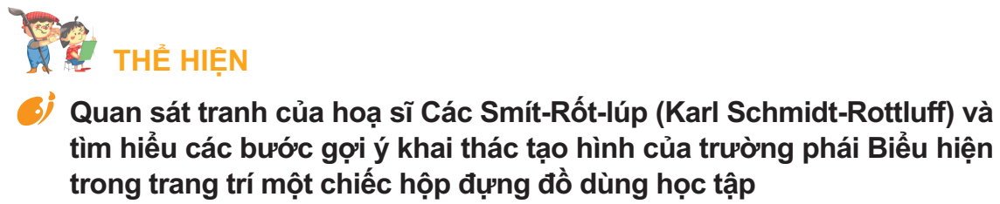 THỂ HIỆN
Quan sát tranh của hoạ sĩ Các Smít-Rốt-lúp (Karl Schmidt-Rottluff) và
tìm hiểu các bước gợi ý khai thác tạo hình của trường phái Biểu hiện
trong trang trí một chiếc hộp đựng đồ dùng học tập